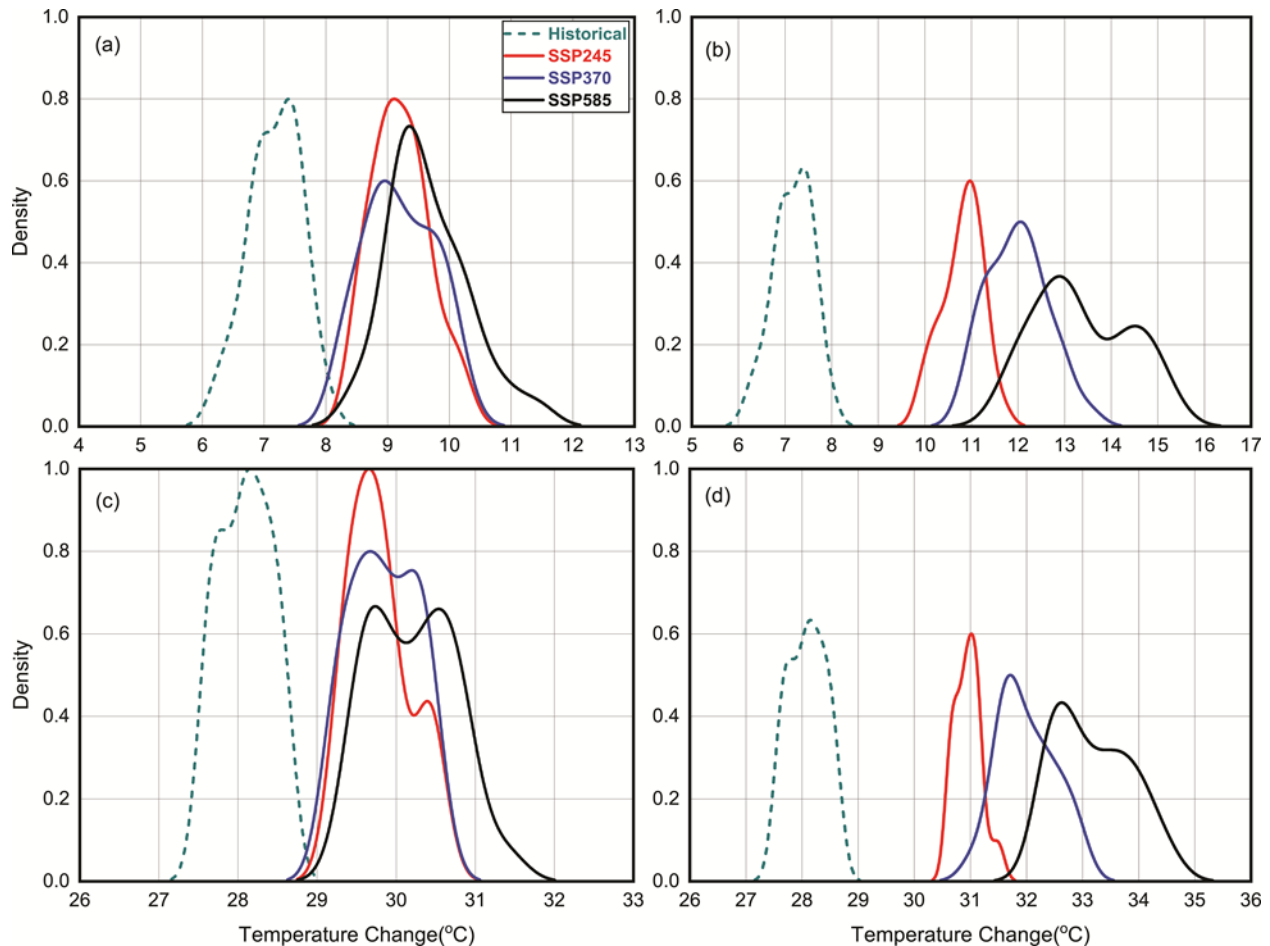 1.0
(a)
Historical
SSP245
SSP370
SSP585
0.8
0.6
0.4
0.2
0.0
Density
4 5 6 7 8 9 10 11 12 13
1.0
(b)
0.8
0.6
0.4
0.2
0.0
5 6 7 8 9 10 11 12 13 14 15 16 17
1.0
(c)
0.8
0.6
0.4
0.2
0.0
Density
26 27 28 29 30 31 32 33
Temperature Change(°C)
1.0
(d)
0.8
0.6
0.4
0.2
0.0
26 27 28 29 30 31 32 33 34 35 36
Temperature Change(°C)